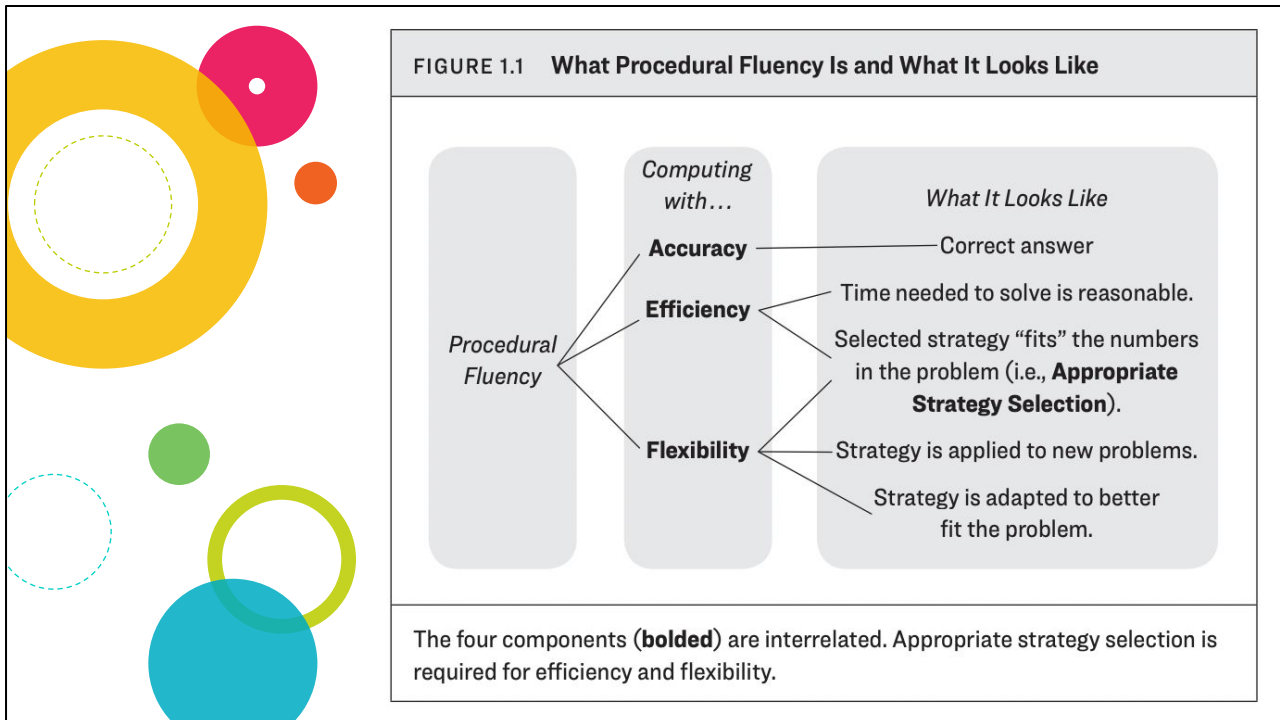 FIGURE 1.1 What Procedural Fluency Is and What It Looks Like
Procedural
Fluency
Computing
with…
Accuracy
Efficiency
Flexibility
What It Looks Like
Correct answer
Time needed to solve is reasonable.
Selected strategy “fits” the numbers
in the problem (i.e., Appropriate
Strategy Selection).
Strategy is applied to new problems.
Strategy is adapted to better
fit the problem.
The four components (bolded) are interrelated. Appropriate strategy selection is
required for efficiency and flexibility.